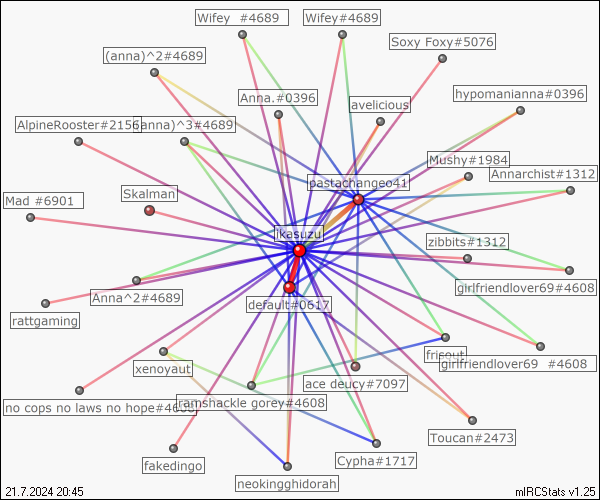 Wifey #4689
Wifey#4689
Soxy Foxy#5076
(anna)^2#4689
hypomanianna#0396
Anna.#0396
avelicious
AlpineRooster#2156
(anna)^3#4689
Mushy#1984
Annarchist#1312
pastachangeo41
Skalman
Mad #6901
ikasuzu
zibbits#1312
girlfriendlover69#4608
Anna^2#4689
default#0617
rattgaming
frisout
girlfriendlover69 #4608
xenoyaut
ace deucy#7097
no cops no laws no hope#4608
ramshackle gorey#4608
Toucan#2473
Cypha#1717
fakedingo
neokingghidorah
21.7.2024 20:45
mIRCStats v1.25